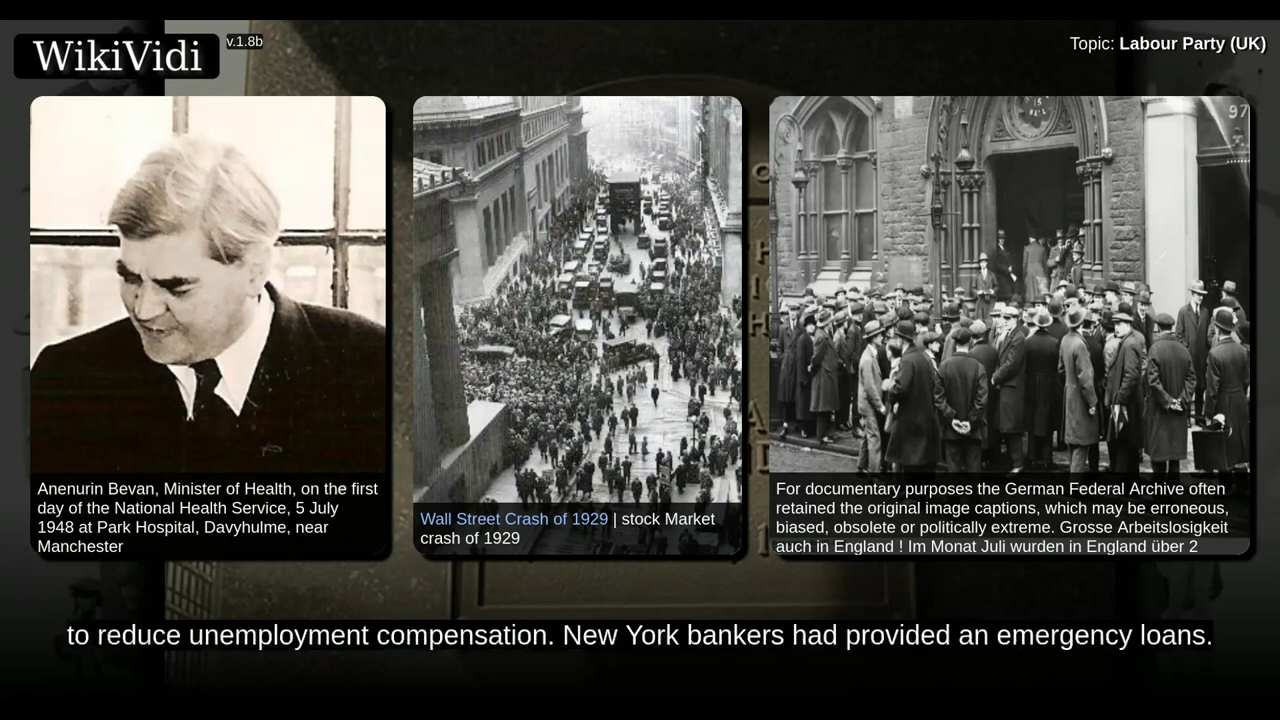 WikiVidi
v.1.8b
Topic: Labour Party (UK)
Anenurin Bevan, Minister of Health, on the first
day of the National Health Service, 5 July
1948 at Park Hospital, Davyhulme, near
Manchester
Wall Street Crash of 1929 | stock Market
crash of 1929
97
For documentary purposes the German Federal Archive often
retained the original image captions, which may be erroneous,
biased, obsolete or politically extreme. Grosse Arbeitslosigkeit
auch in England ! Im Monat Juli wurden in England über 2
to reduce unemployment compensation. New York bankers had provided an emergency loans.